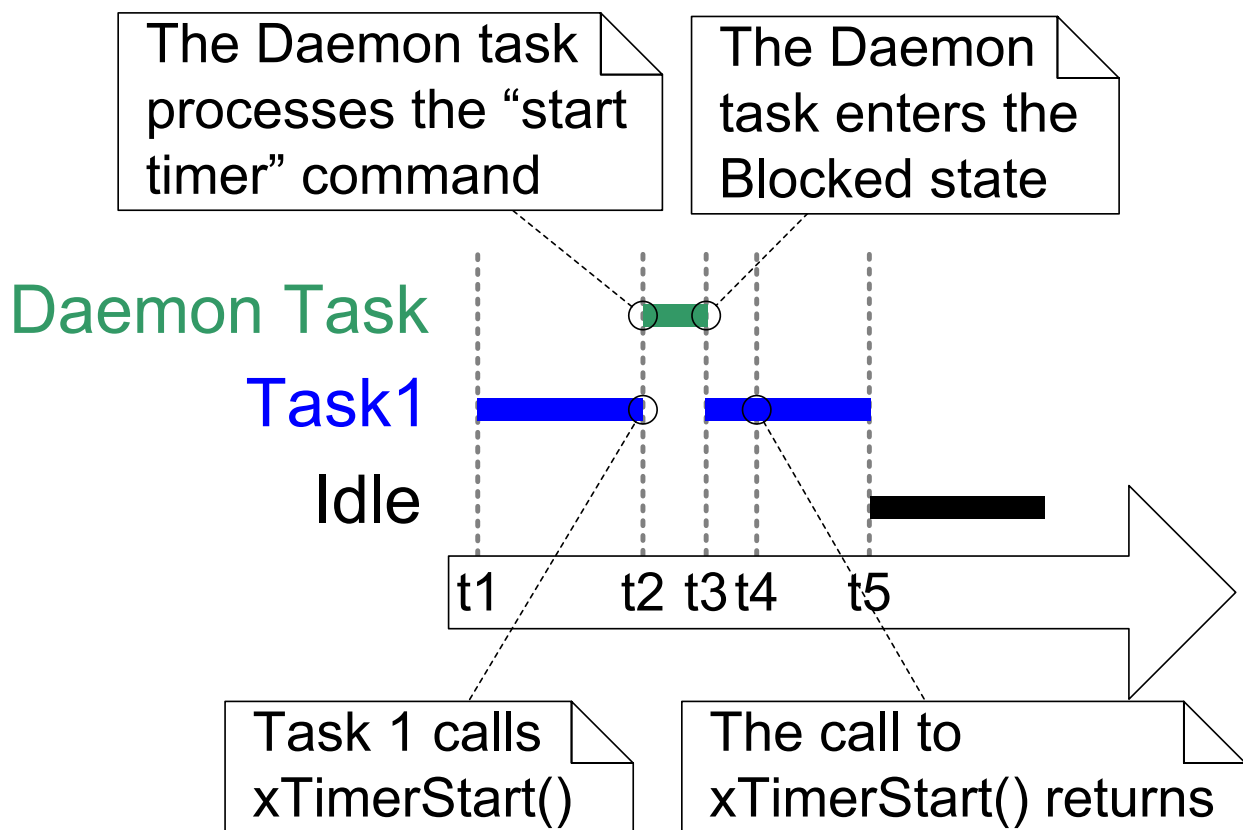 The Daemon task
processes the “start
timer” command
The Daemon
task enters the
Blocked state
Daemon Task
Task1
Idle
t1 t2 t3 t4 t5
Task 1 calls
xTimerStart()
The call to
xTimerStart() returns